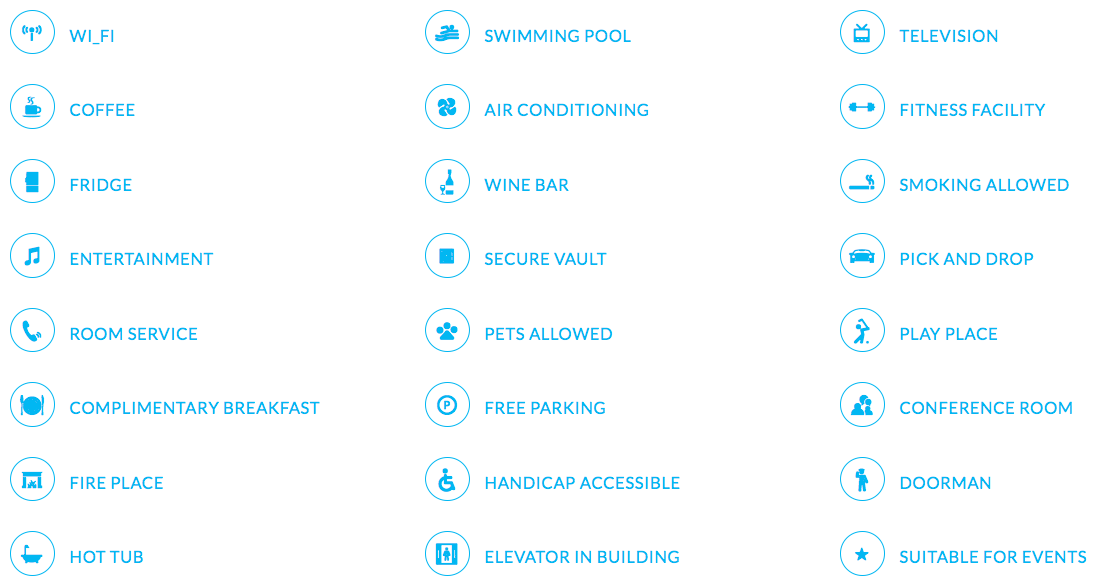 WI_FI
SWIMMING POOL
TELEVISION
COFFEE
AIR CONDITIONING
FITNESS FACILITY
FRIDGE
WINE BAR
SMOKING ALLOWED
ENTERTAINMENT
SECURE VAULT
PICK AND DROP
ROOM SERVICE
PETS ALLOWED
PLAY PLACE
COMPLIMENTARY BREAKFAST
P
FREE PARKING
CONFERENCE ROOM
FIRE PLACE
HANDICAP ACCESSIBLE
DOORMAN
HOT TUB
ELEVATOR IN BUILDING
SUITABLE FOR EVENTS